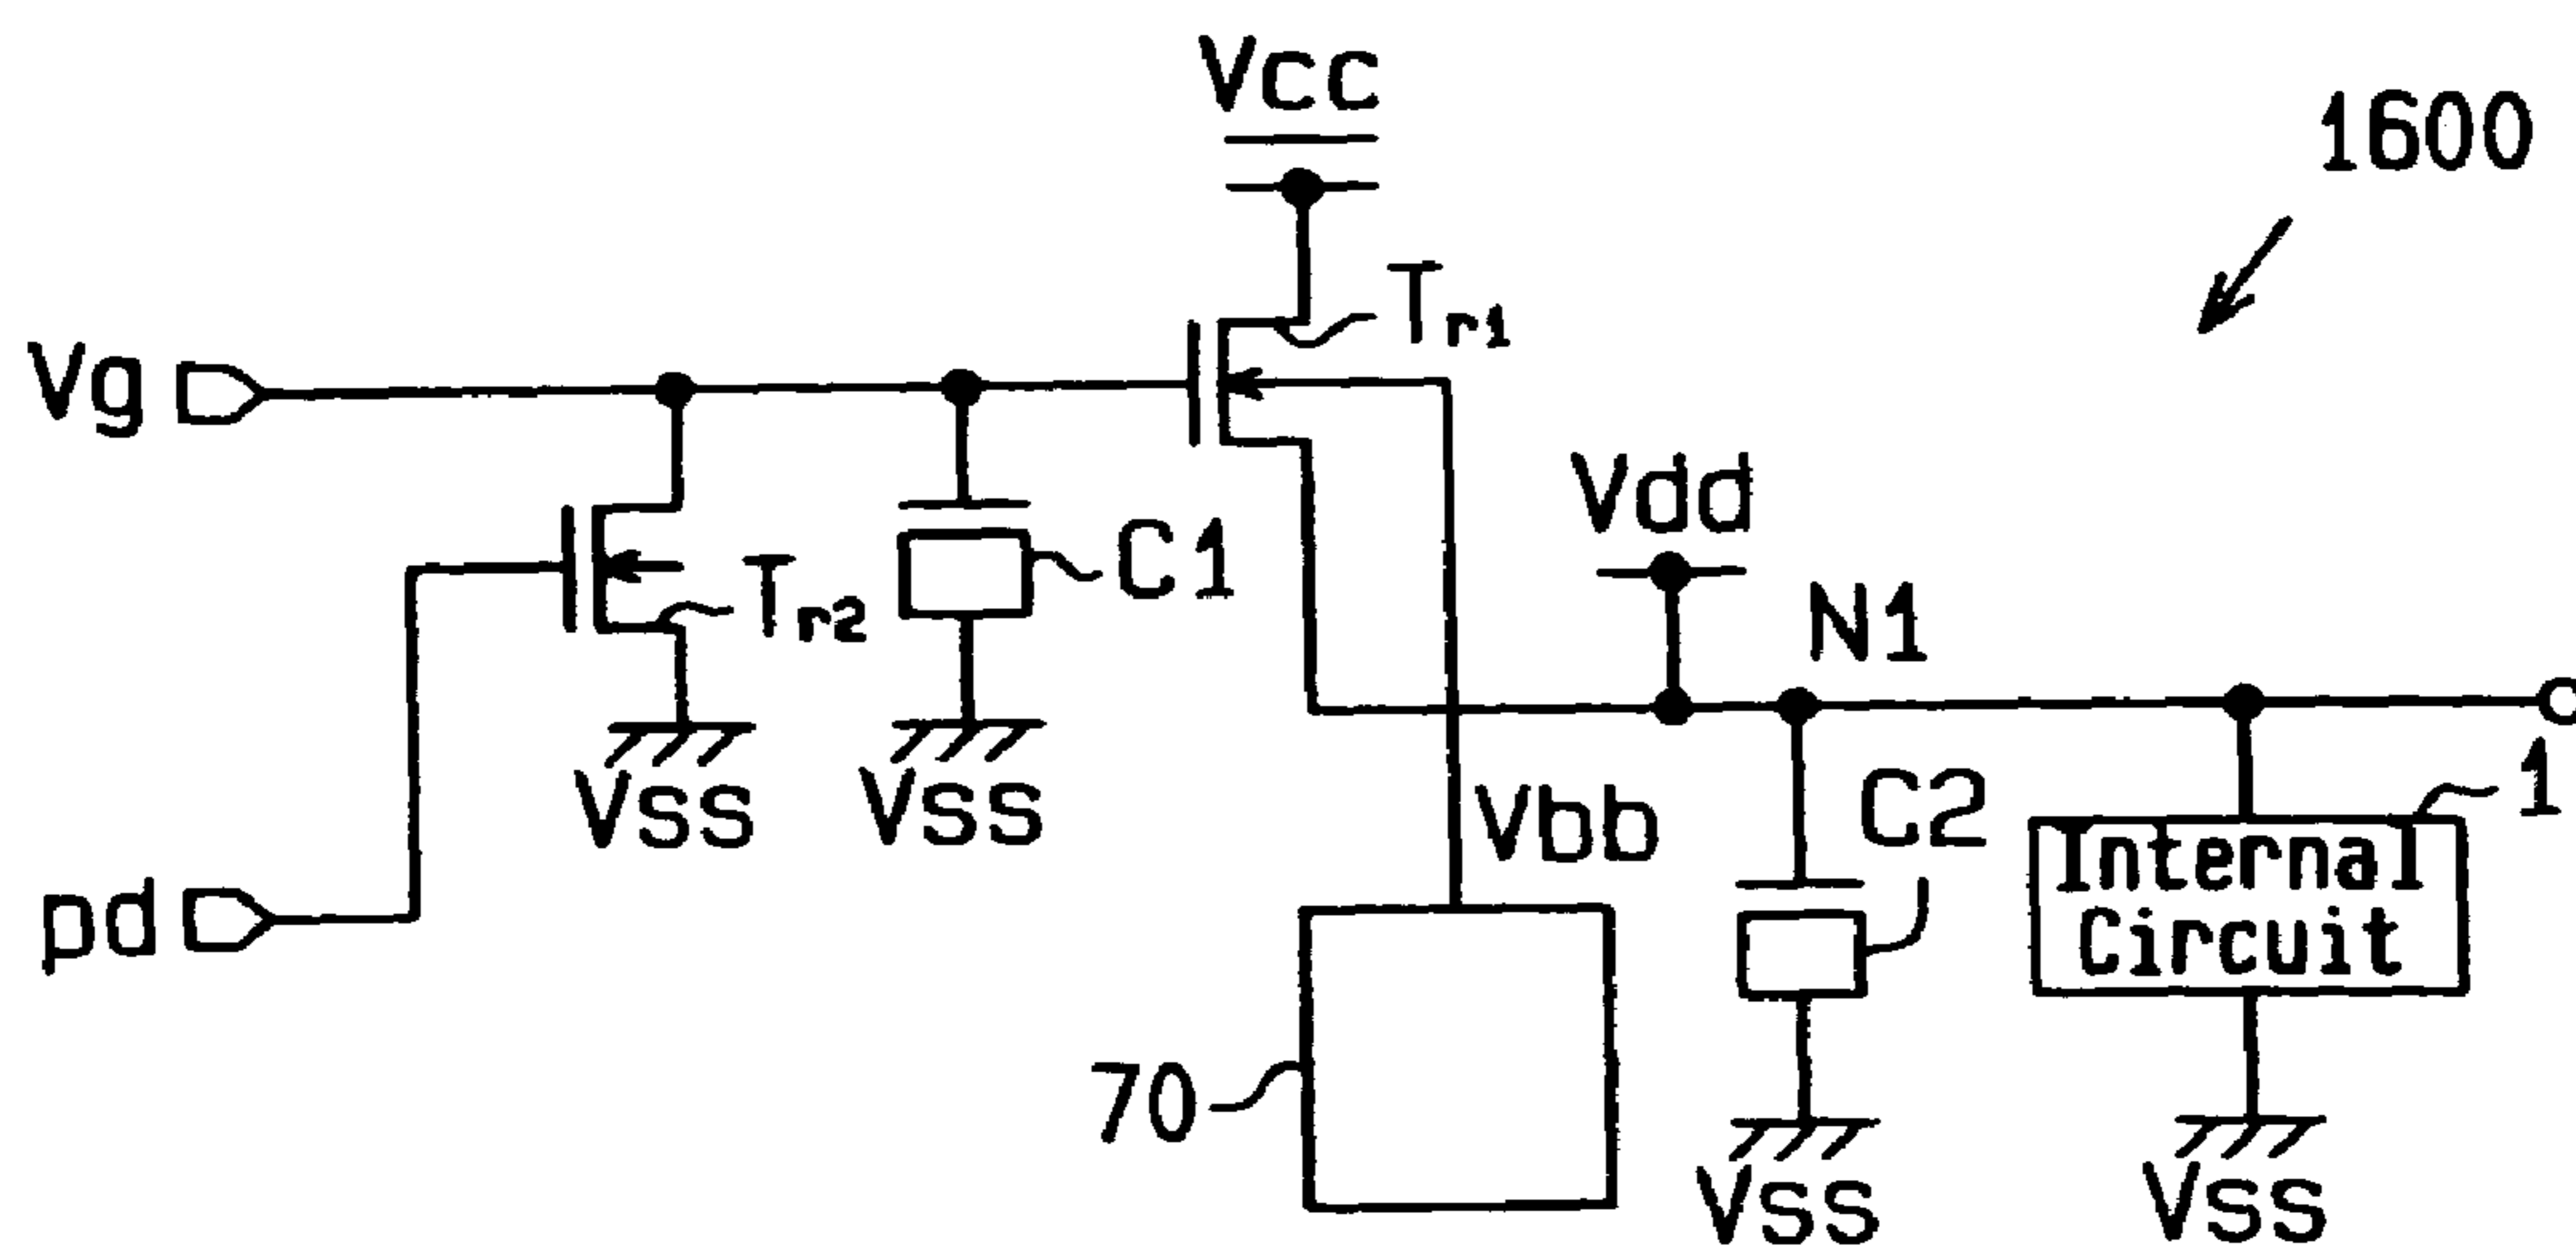 Vcc
1600
Tr1
Vg
Vdd
C1
Tr2
N1
Vss
Vss
Vbb
C2
1
pd
Internal
Circuit
70
Vss
Vss